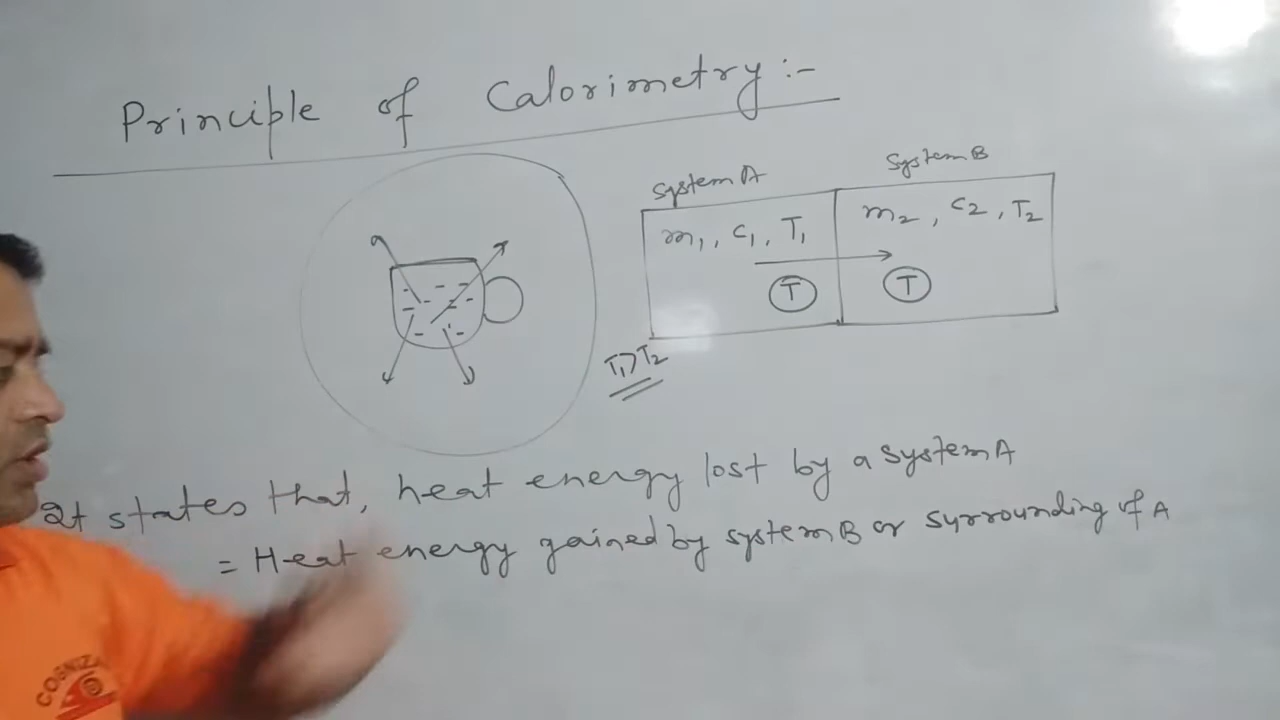 Principle of Calorimetry :-
System A
System B
m₁, c₁, T₁
m₂, c₂, T₂
T
T
T₁>T₂
It states that, heat energy lost by a system A
= Heat energy gained by system B or surrounding of A